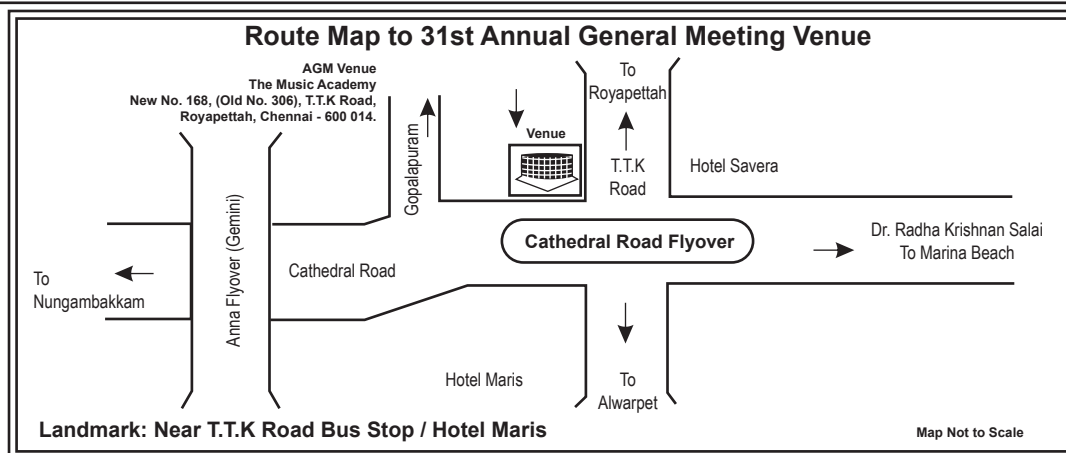 Route Map to 31st Annual General Meeting Venue
AGM Venue
The Music Academy
New No. 168, (Old No. 306), T.T.K Road,
Royapettah, Chennai - 600 014.
To
Royapettah
Venue
T.T.K
Road
Hotel Savera
Gopalapuram
Anna Flyover (Gemini)
Cathedral Road Flyover
Dr. Radha Krishnan Salai
To Marina Beach
Cathedral Road
To
Nungambakkam
Hotel Maris
To
Alwarpet
Landmark: Near T.T.K Road Bus Stop / Hotel Maris
Map Not to Scale